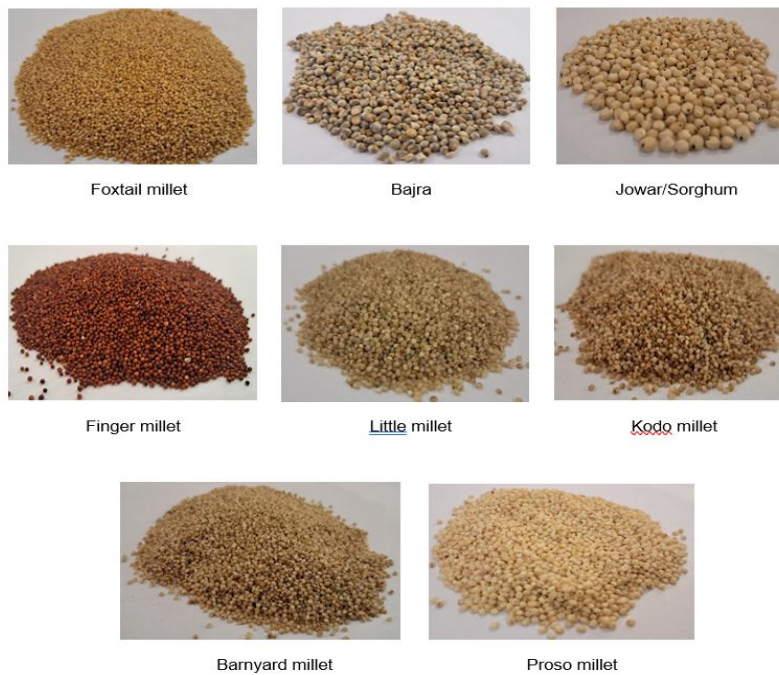 Foxtail millet
Bajra
Jowar/Sorghum
Finger millet
Little millet
Kodo millet
Barnyard millet
Proso millet